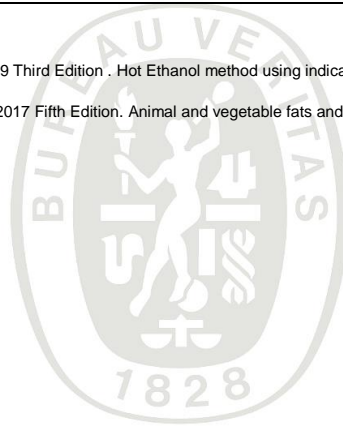 9 Third Edition . Hot Ethanol method using indica
2017 Fifth Edition. Animal and vegetable fats and
BUREAU VERITAS
1828